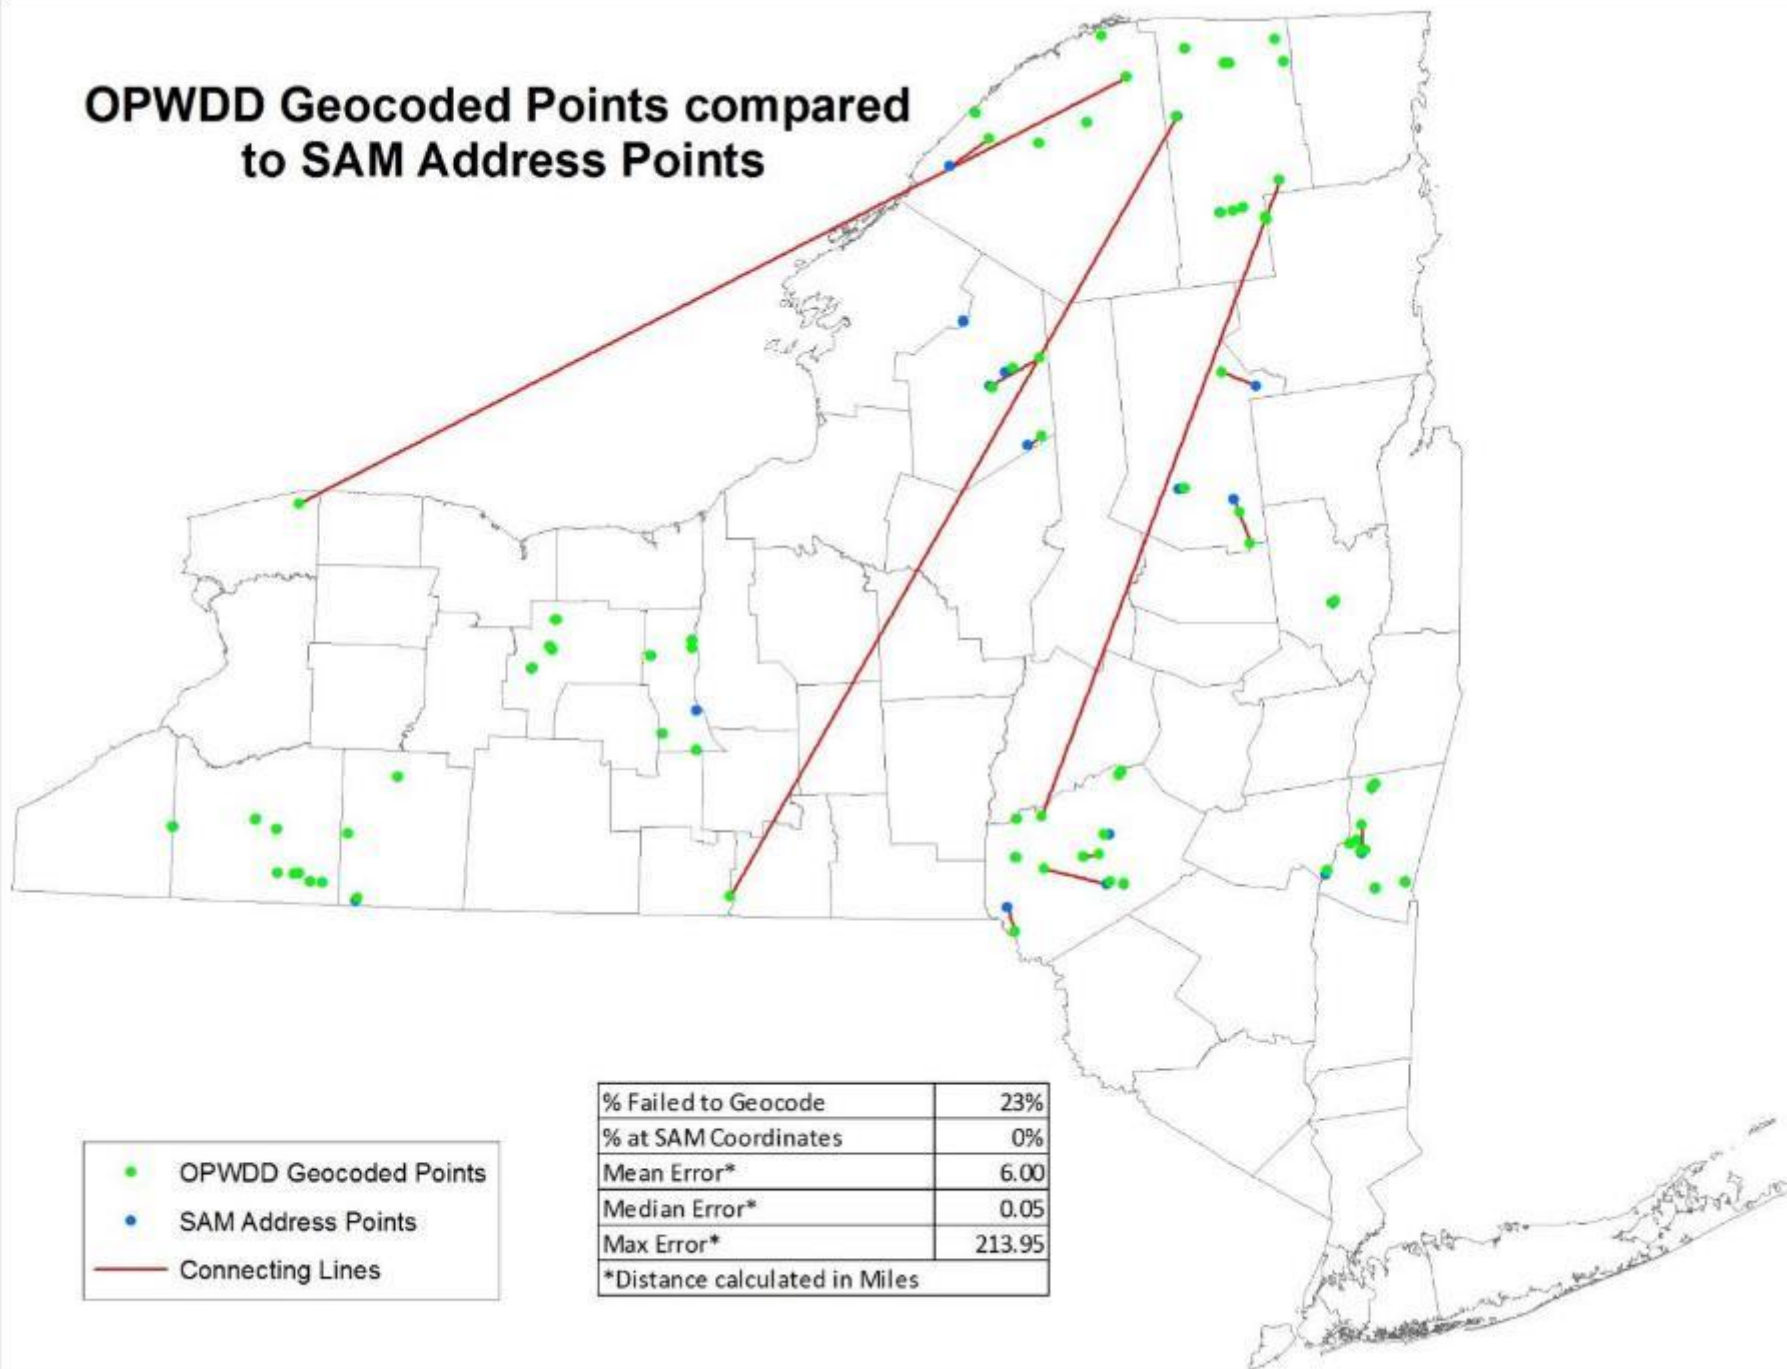 OPWDD Geocoded Points compared
to SAM Address Points
% Failed to Geocode 23%
% at SAM Coordinates 0%
Mean Error* 6.00
Median Error* 0.05
Max Error* 213.95
*Distance calculated in Miles
OPWDD Geocoded Points
SAM Address Points
Connecting Lines